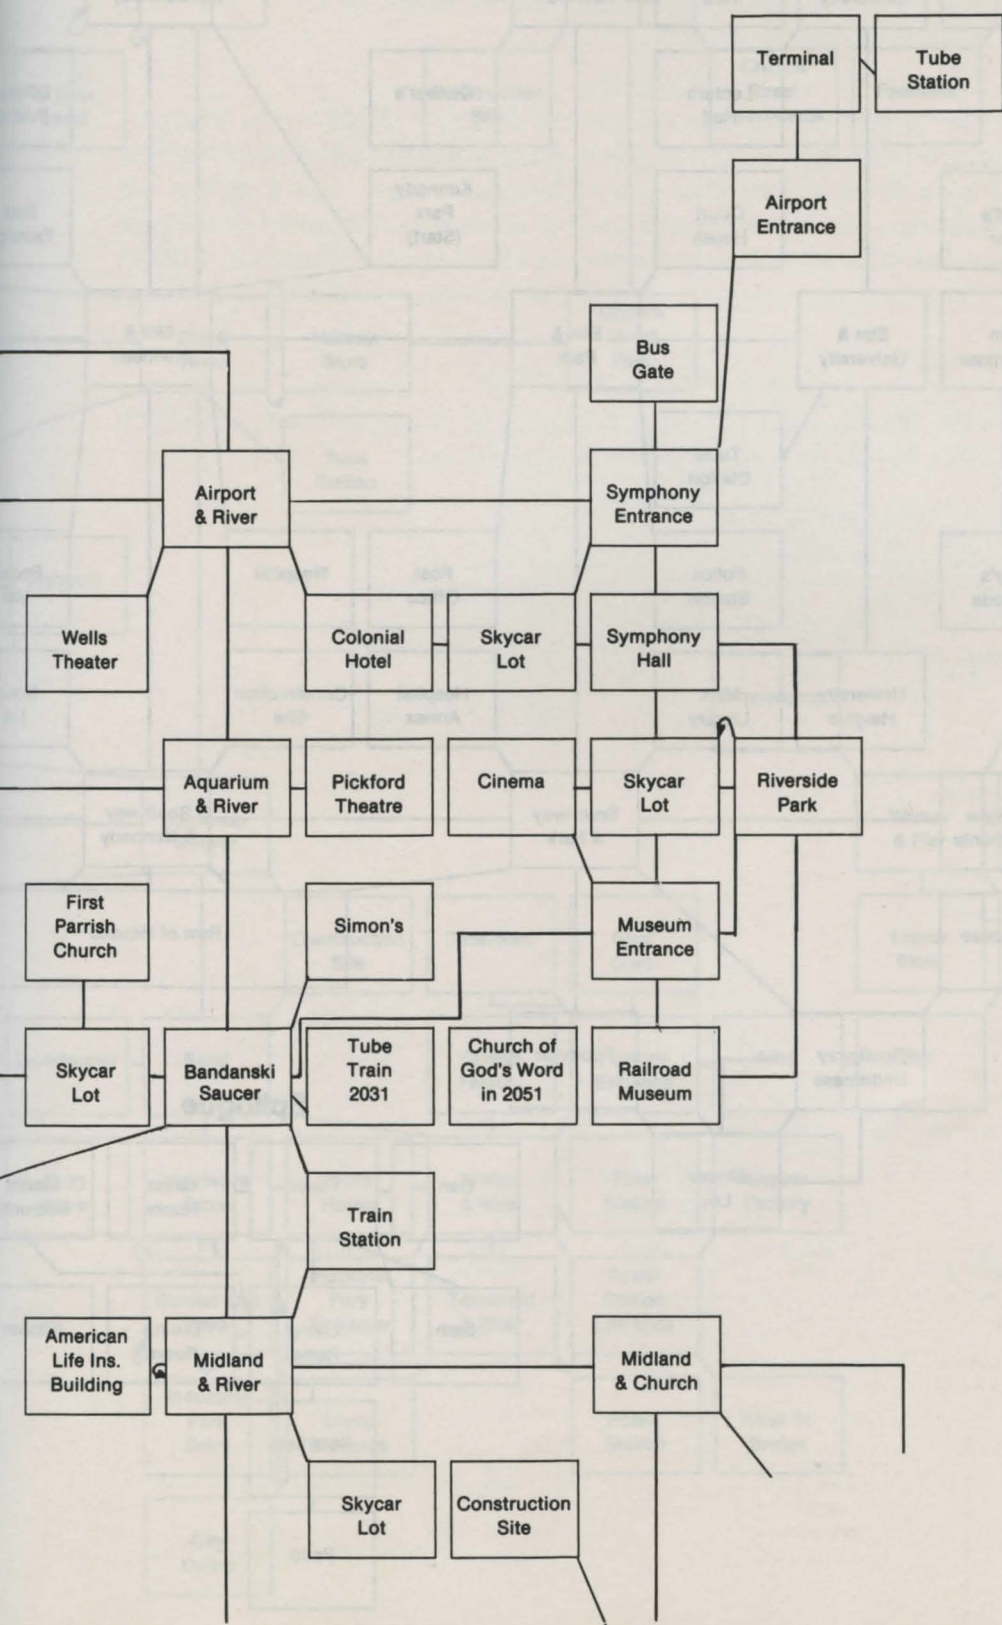 Terminal
Tube
Station
Airport
Entrance
Bus
Gate
Airport
& River
Symphony
Entrance
Wells
Theater
Colonial
Hotel
Skycar
Lot
Symphony
Hall
Aquarium
& River
Pickford
Theatre
Cinema
Skycar
Lot
Riverside
Park
First
Parrish
Church
Simon's
Museum
Entrance
Skycar
Lot
Bandanski
Saucer
Tube
Train
2031
Church of
God's Word
in 2051
Railroad
Museum
Train
Station
American
Life Ins.
Building
Midland
& River
Midland
& Church
Skycar
Lot
Construction
Site